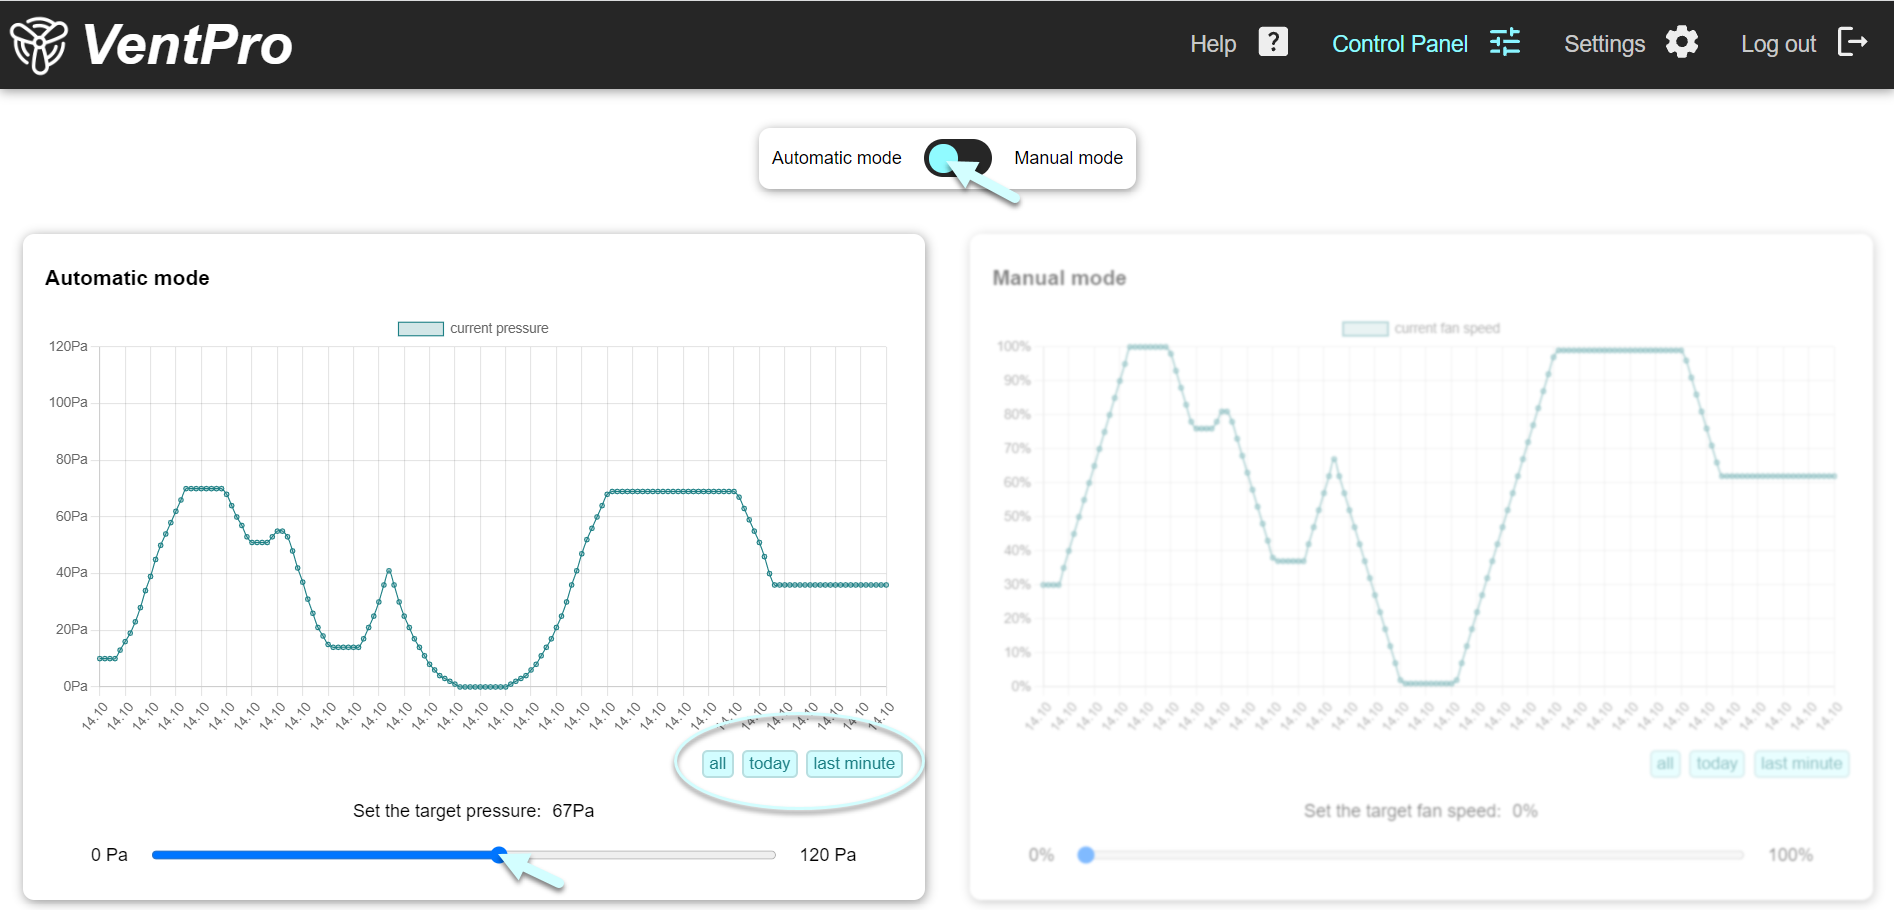 VentPro
Help ? Control Panel Settings Log out
Automatic mode Manual mode
Automatic mode
current pressure
120Pa
100Pa
80Pa
60Pa
40Pa
20Pa
0Pa
14.10 14.10 14.10 14.10 14.10 14.10 14.10 14.10 14.10 14.10 14.10 14.10 14.10 14.10 14.10 14.10 14.10 14.10 14.10 14.10 14.10 14.10 14.10 14.10 14.10 14.10 14.10 14.10 14.10 14.10 14.10 14.10
all today last minute
Set the target pressure: 67Pa
0 Pa 120 Pa
Manual mode
current fan speed
100%
90%
80%
70%
60%
50%
40%
30%
20%
10%
0%
14.10 14.10 14.10 14.10 14.10 14.10 14.10 14.10 14.10 14.10 14.10 14.10 14.10 14.10 14.10 14.10 14.10 14.10 14.10 14.10 14.10 14.10 14.10 14.10 14.10 14.10 14.10 14.10 14.10 14.10 14.10 14.10
all today last minute
Set the target fan speed: 0%
0% 100%